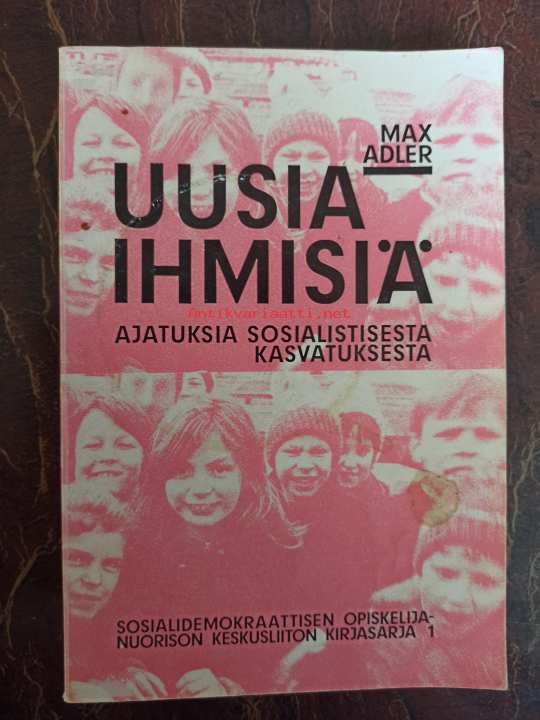 MAX
ADLER
UUSIA
IHMISIÄ
Antikvariaatti.net
AJATUKSIA SOSIALISTISESTA
KASVATUKSESTA
SOSIALIDEMOKRAATTISEN OPISKELIJA-
NUORISON KESKUSLIITON KIRJASARJA 1